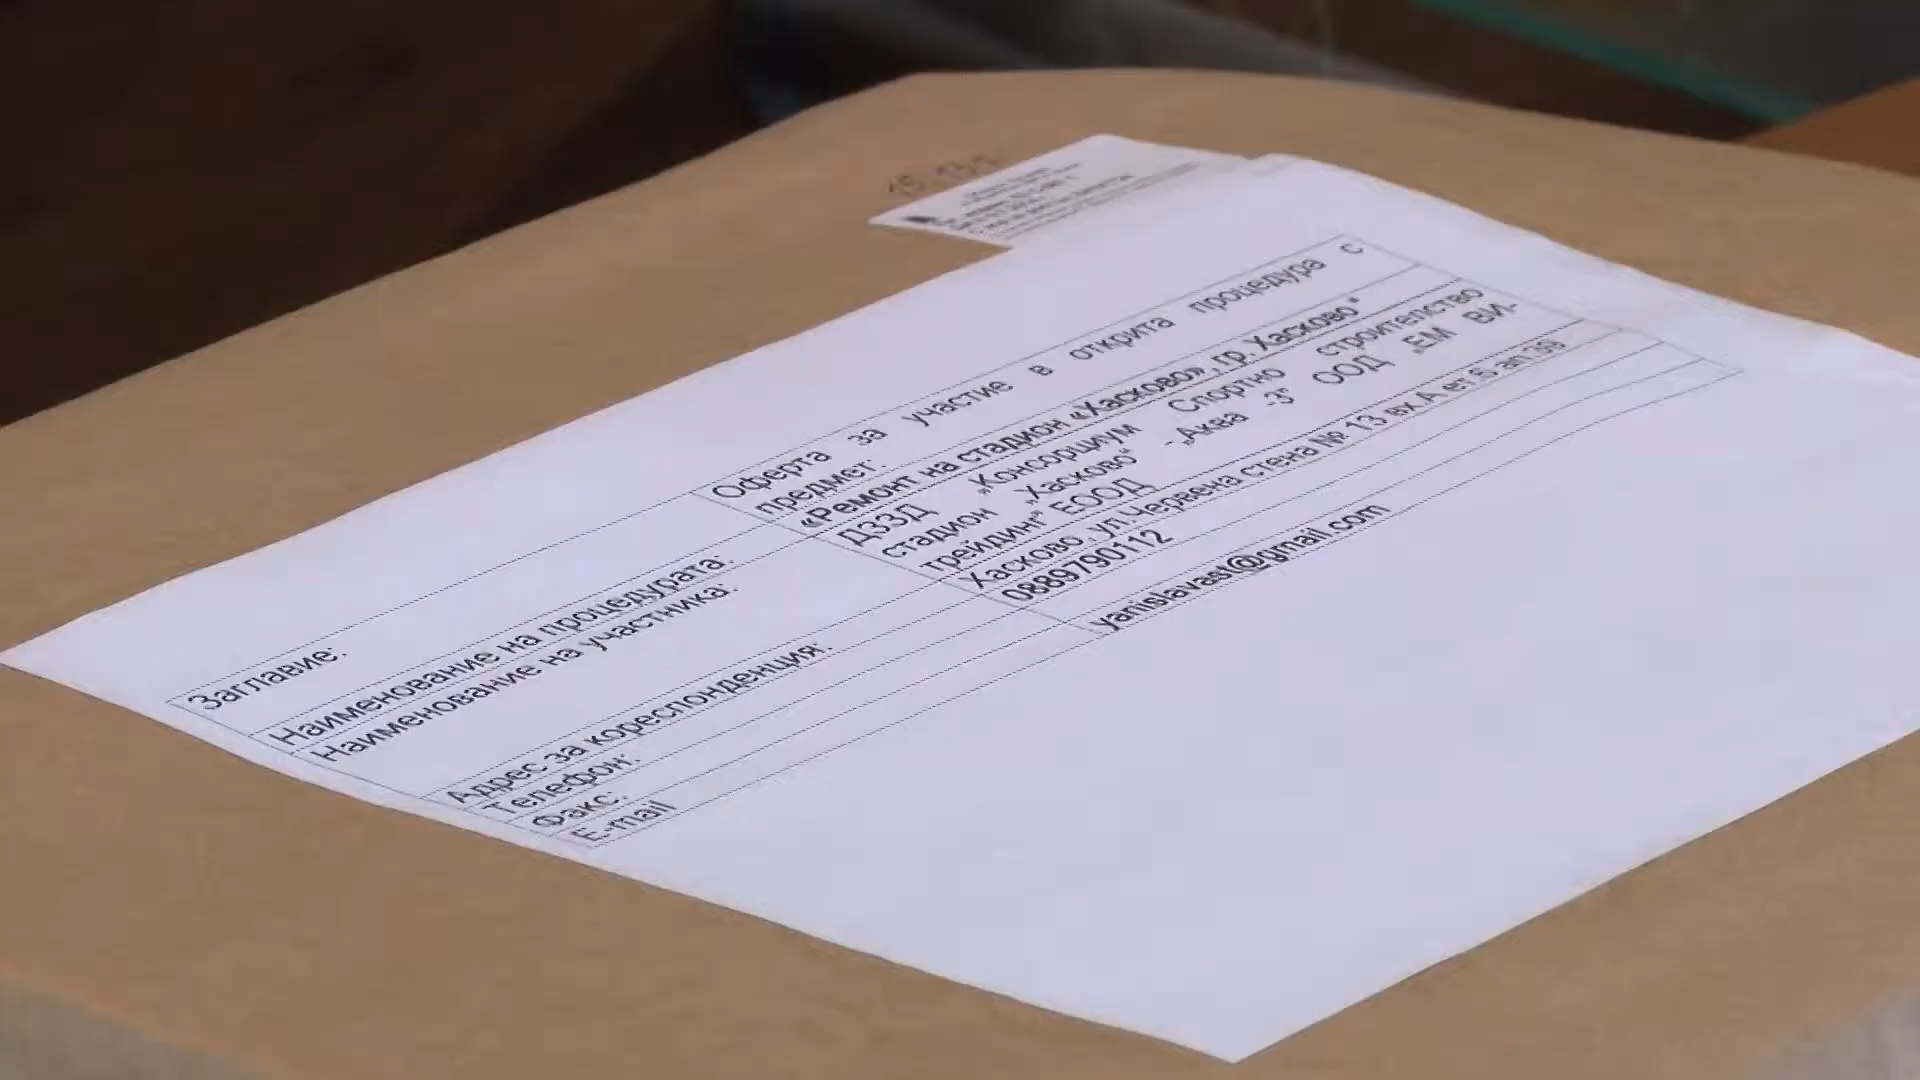 Заглавие: Оферта за участие в открита процедура с
предмет:
Наименование на процедурата: «Ремонт на стадион «Хасково», гр. Хасково"
Наименование на участника: ДЗЗД „Консорциум Спортно строительство
стадион „Хасково" - „Аква -3" ООД „ЕМ ВИ-
трейдинг" ЕООД
Адрес за кореспонденция: Хасково, ул.Червена стена № 13 вх.А ет.5 ап.39
Телефон: 0889790112
Факс:
E-mail yanislavast@gmail.com